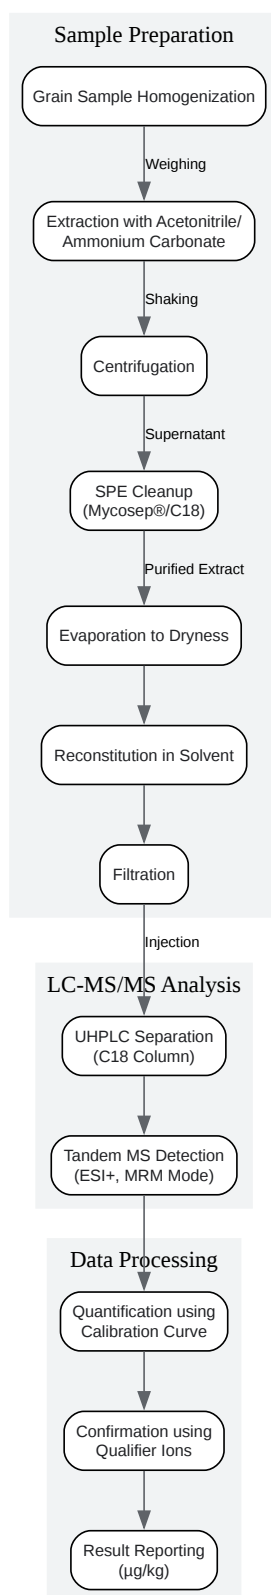 Sample Preparation
Grain Sample Homogenization
Weighing
Extraction with Acetonitrile/
Ammonium Carbonate
Shaking
Centrifugation
Supernatant
SPE Cleanup
(Mycosep®/C18)
Purified Extract
Evaporation to Dryness
Reconstitution in Solvent
Filtration
Injection
LC-MS/MS Analysis
UHPLC Separation
(C18 Column)
Tandem MS Detection
(ESI+, MRM Mode)
Data Processing
Quantification using
Calibration Curve
Confirmation using
Qualifier Ions
Result Reporting
(µg/kg)